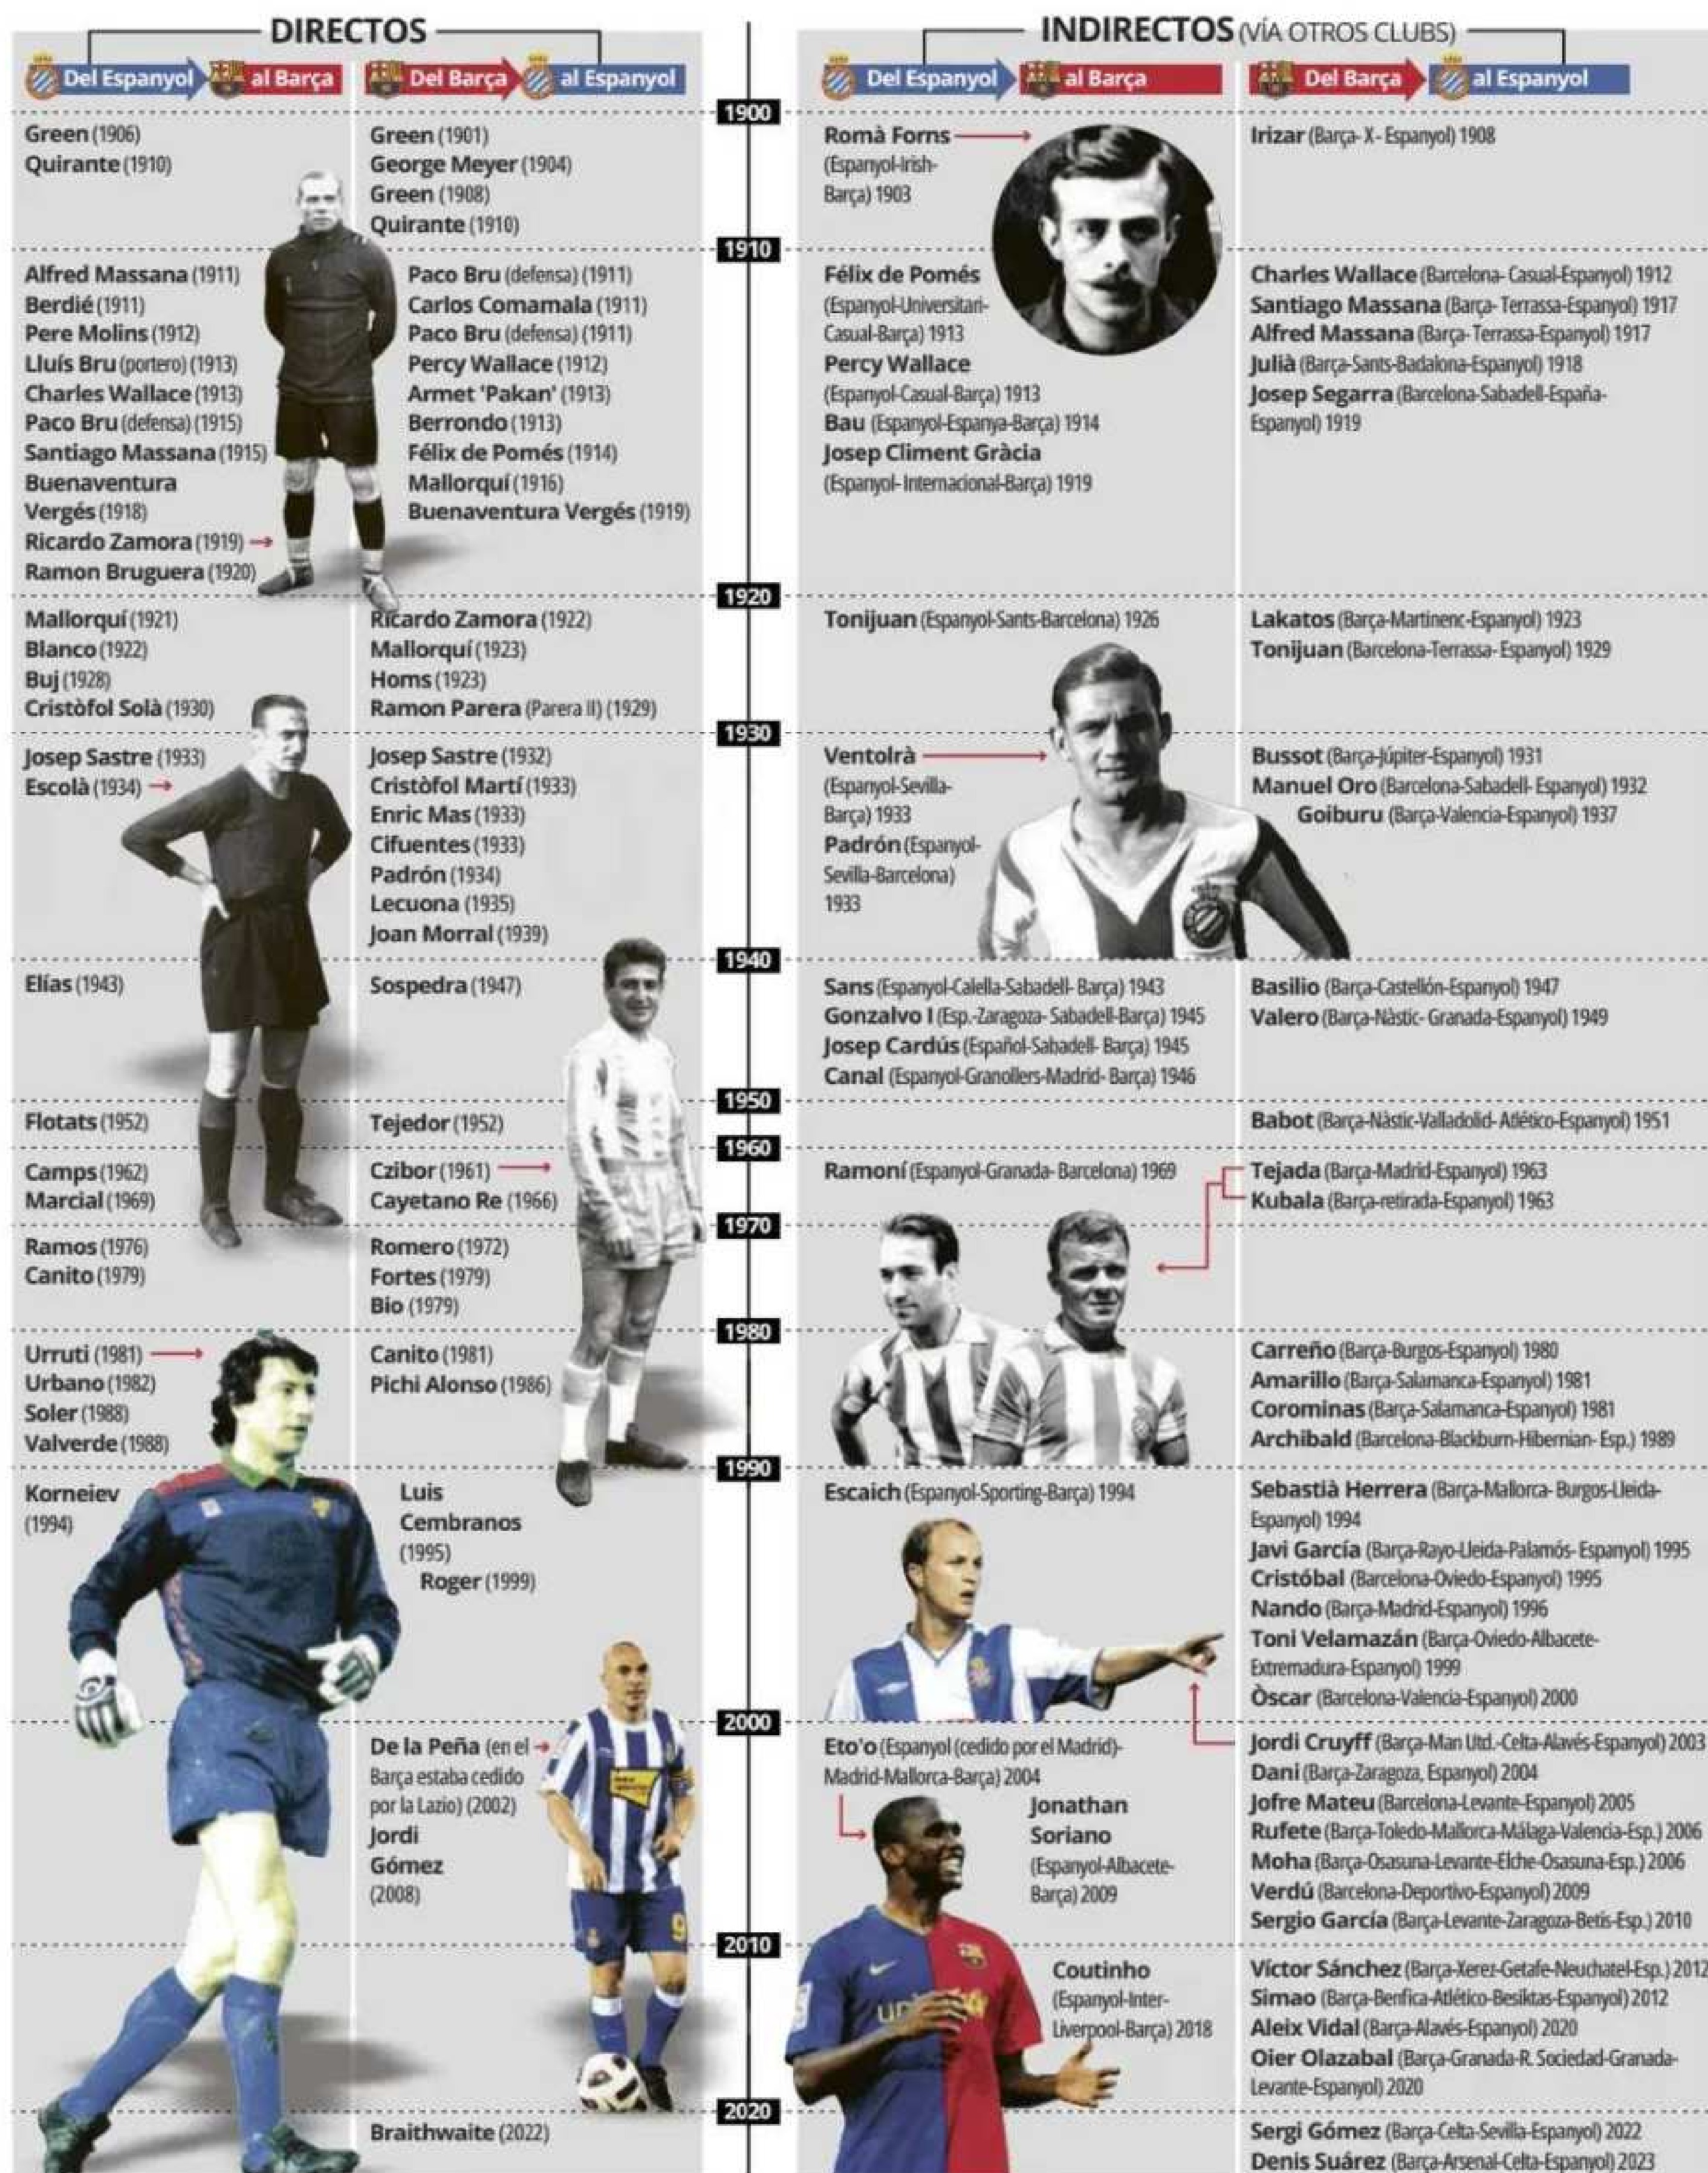 DIRECTOS
Del Espanyol al Barça
Del Barça al Espanyol
INDIRECTOS (VÍA OTROS CLUBS)
Del Espanyol al Barça
Del Barça al Espanyol
1900
Green (1906)
Quirante (1910)
Green (1901)
George Meyer (1904)
Green (1908)
Quirante (1910)
Romà Forns
(Espanyol-Irish-
Barça) 1903
Irizar (Barça- X - Espanyol) 1908
1910
Alfred Massana (1911)
Berdié (1911)
Pere Molins (1912)
Lluís Bru (portero) (1913)
Charles Wallace (1913)
Paco Bru (defensa) (1915)
Santiago Massana (1915)
Buenaventura
Vergés (1918)
Ricardo Zamora (1919)
Ramon Bruguera (1920)
Paco Bru (defensa) (1911)
Carlos Comamala (1911)
Paco Bru (defensa) (1911)
Percy Wallace (1912)
Armet 'Pakan' (1913)
Berrondo (1913)
Félix de Pomés (1914)
Mallorquí (1916)
Buenaventura Vergés (1919)
Félix de Pomés
(Espanyol-Universitari-
Casual-Barça) 1913
Percy Wallace
(Espanyol-Casual-Barça) 1913
Bau (Espanyol-Espanya-Barça) 1914
Josep Climent Gràcia
(Espanyol- Internacional-Barça) 1919
Charles Wallace (Barcelona- Casual-Espanyol) 1912
Santiago Massana (Barça- Terrassa-Espanyol) 1917
Alfred Massana (Barça- Terrassa-Espanyol) 1917
Julià (Barça-Sants-Badalona-Espanyol) 1918
Josep Segarra (Barcelona-Sabadell-España-
Espanyol) 1919
1920
Mallorquí (1921)
Blanco (1922)
Buj (1928)
Cristòfol Solà (1930)
Ricardo Zamora (1922)
Mallorquí (1923)
Homs (1923)
Ramon Parera (Parera II) (1929)
Tonijuan (Espanyol-Sants-Barcelona) 1926
Lakatos (Barça-Martinenc-Espanyol) 1923
Tonijuan (Barcelona-Terrassa- Espanyol) 1929
1930
Josep Sastre (1933)
Escolà (1934)
Josep Sastre (1932)
Cristòfol Martí (1933)
Enric Mas (1933)
Cifuentes (1933)
Padrón (1934)
Lecuona (1935)
Joan Morral (1939)
Ventolrà
(Espanyol-Sevilla-
Barça) 1933
Padrón (Espanyol-
Sevilla-Barcelona)
1933
Bussot (Barça-Júpiter-Espanyol) 1931
Manuel Oro (Barcelona-Sabadell- Espanyol) 1932
Goiburu (Barça-Valencia-Espanyol) 1937
1940
Elías (1943)
Sospedra (1947)
Sans (Espanyol-Calella-Sabadell- Barça) 1943
Gonzalvo I (Esp.-Zaragoza- Sabadell-Barça) 1945
Josep Cardús (Español-Sabadell- Barça) 1945
Canal (Espanyol-Granollers-Madrid- Barça) 1946
Basilio (Barça-Castellón-Espanyol) 1947
Valero (Barça-Nàstic- Granada-Espanyol) 1949
1950
Flotats (1952)
Tejedor (1952)
Babot (Barça-Nàstic-Valladolid- Atlético-Espanyol) 1951
1960
Camps (1962)
Marcial (1969)
Czibor (1961)
Cayetano Re (1966)
Ramoní (Espanyol-Granada- Barcelona) 1969
Tejada (Barça-Madrid-Espanyol) 1963
Kubala (Barça-retirada-Espanyol) 1963
1970
Ramos (1976)
Canito (1979)
Romero (1972)
Fortes (1979)
Bio (1979)
1980
Urruti (1981)
Urbano (1982)
Soler (1988)
Valverde (1988)
Canito (1981)
Pichi Alonso (1986)
Carreño (Barça-Burgos-Espanyol) 1980
Amarillo (Barça-Salamanca-Espanyol) 1981
Corominas (Barça-Salamanca-Espanyol) 1981
Archibald (Barcelona-Blackburn-Hibernian- Esp.) 1989
1990
Korneiev
(1994)
Luis
Cembranos
(1995)
Roger (1999)
Escaich (Espanyol-Sporting-Barça) 1994
Sebastià Herrera (Barça-Mallorca- Burgos-Lleida-
Espanyol) 1994
Javi García (Barça-Rayo-Lleida-Palamós- Espanyol) 1995
Cristóbal (Barcelona-Oviedo-Espanyol) 1995
Nando (Barça-Madrid-Espanyol) 1996
Toni Velamazán (Barça-Oviedo-Albacete-
Extremadura-Espanyol) 1999
Òscar (Barcelona-Valencia-Espanyol) 2000
2000
De la Peña (en el
Barça estaba cedido
por la Lazio) (2002)
Jordi
Gómez
(2008)
9
Eto'o (Espanyol (cedido por el Madrid)-
Madrid-Mallorca-Barça) 2004
Jonathan
Soriano
(Espanyol-Albacete-
Barça) 2009
Jordi Cruyff (Barça-Man Utd.-Celta-Alavés-Espanyol) 2003
Dani (Barça-Zaragoza, Espanyol) 2004
Jofre Mateu (Barcelona-Levante-Espanyol) 2005
Rufete (Barça-Toledo-Mallorca-Málaga-Valencia-Esp.) 2006
Moha (Barça-Osasuna-Levante-Elche-Osasuna-Esp.) 2006
Verdú (Barcelona-Deportivo-Espanyol) 2009
Sergio García (Barça-Levante-Zaragoza-Betis-Esp.) 2010
2010
Coutinho
(Espanyol-Inter-
Liverpool-Barça) 2018
Víctor Sánchez (Barça-Xerez-Getafe-Neuchatel-Esp.) 2012
Simao (Barça-Benfica-Atlético-Besiktas-Espanyol) 2012
Aleix Vidal (Barça-Alavés-Espanyol) 2020
Oier Olazabal (Barça-Granada-R. Sociedad-Granada-
Levante-Espanyol) 2020
2020
Braithwaite (2022)
Sergi Gómez (Barça-Celta-Sevilla-Espanyol) 2022
Denis Suárez (Barça-Arsenal-Celta-Espanyol) 2023